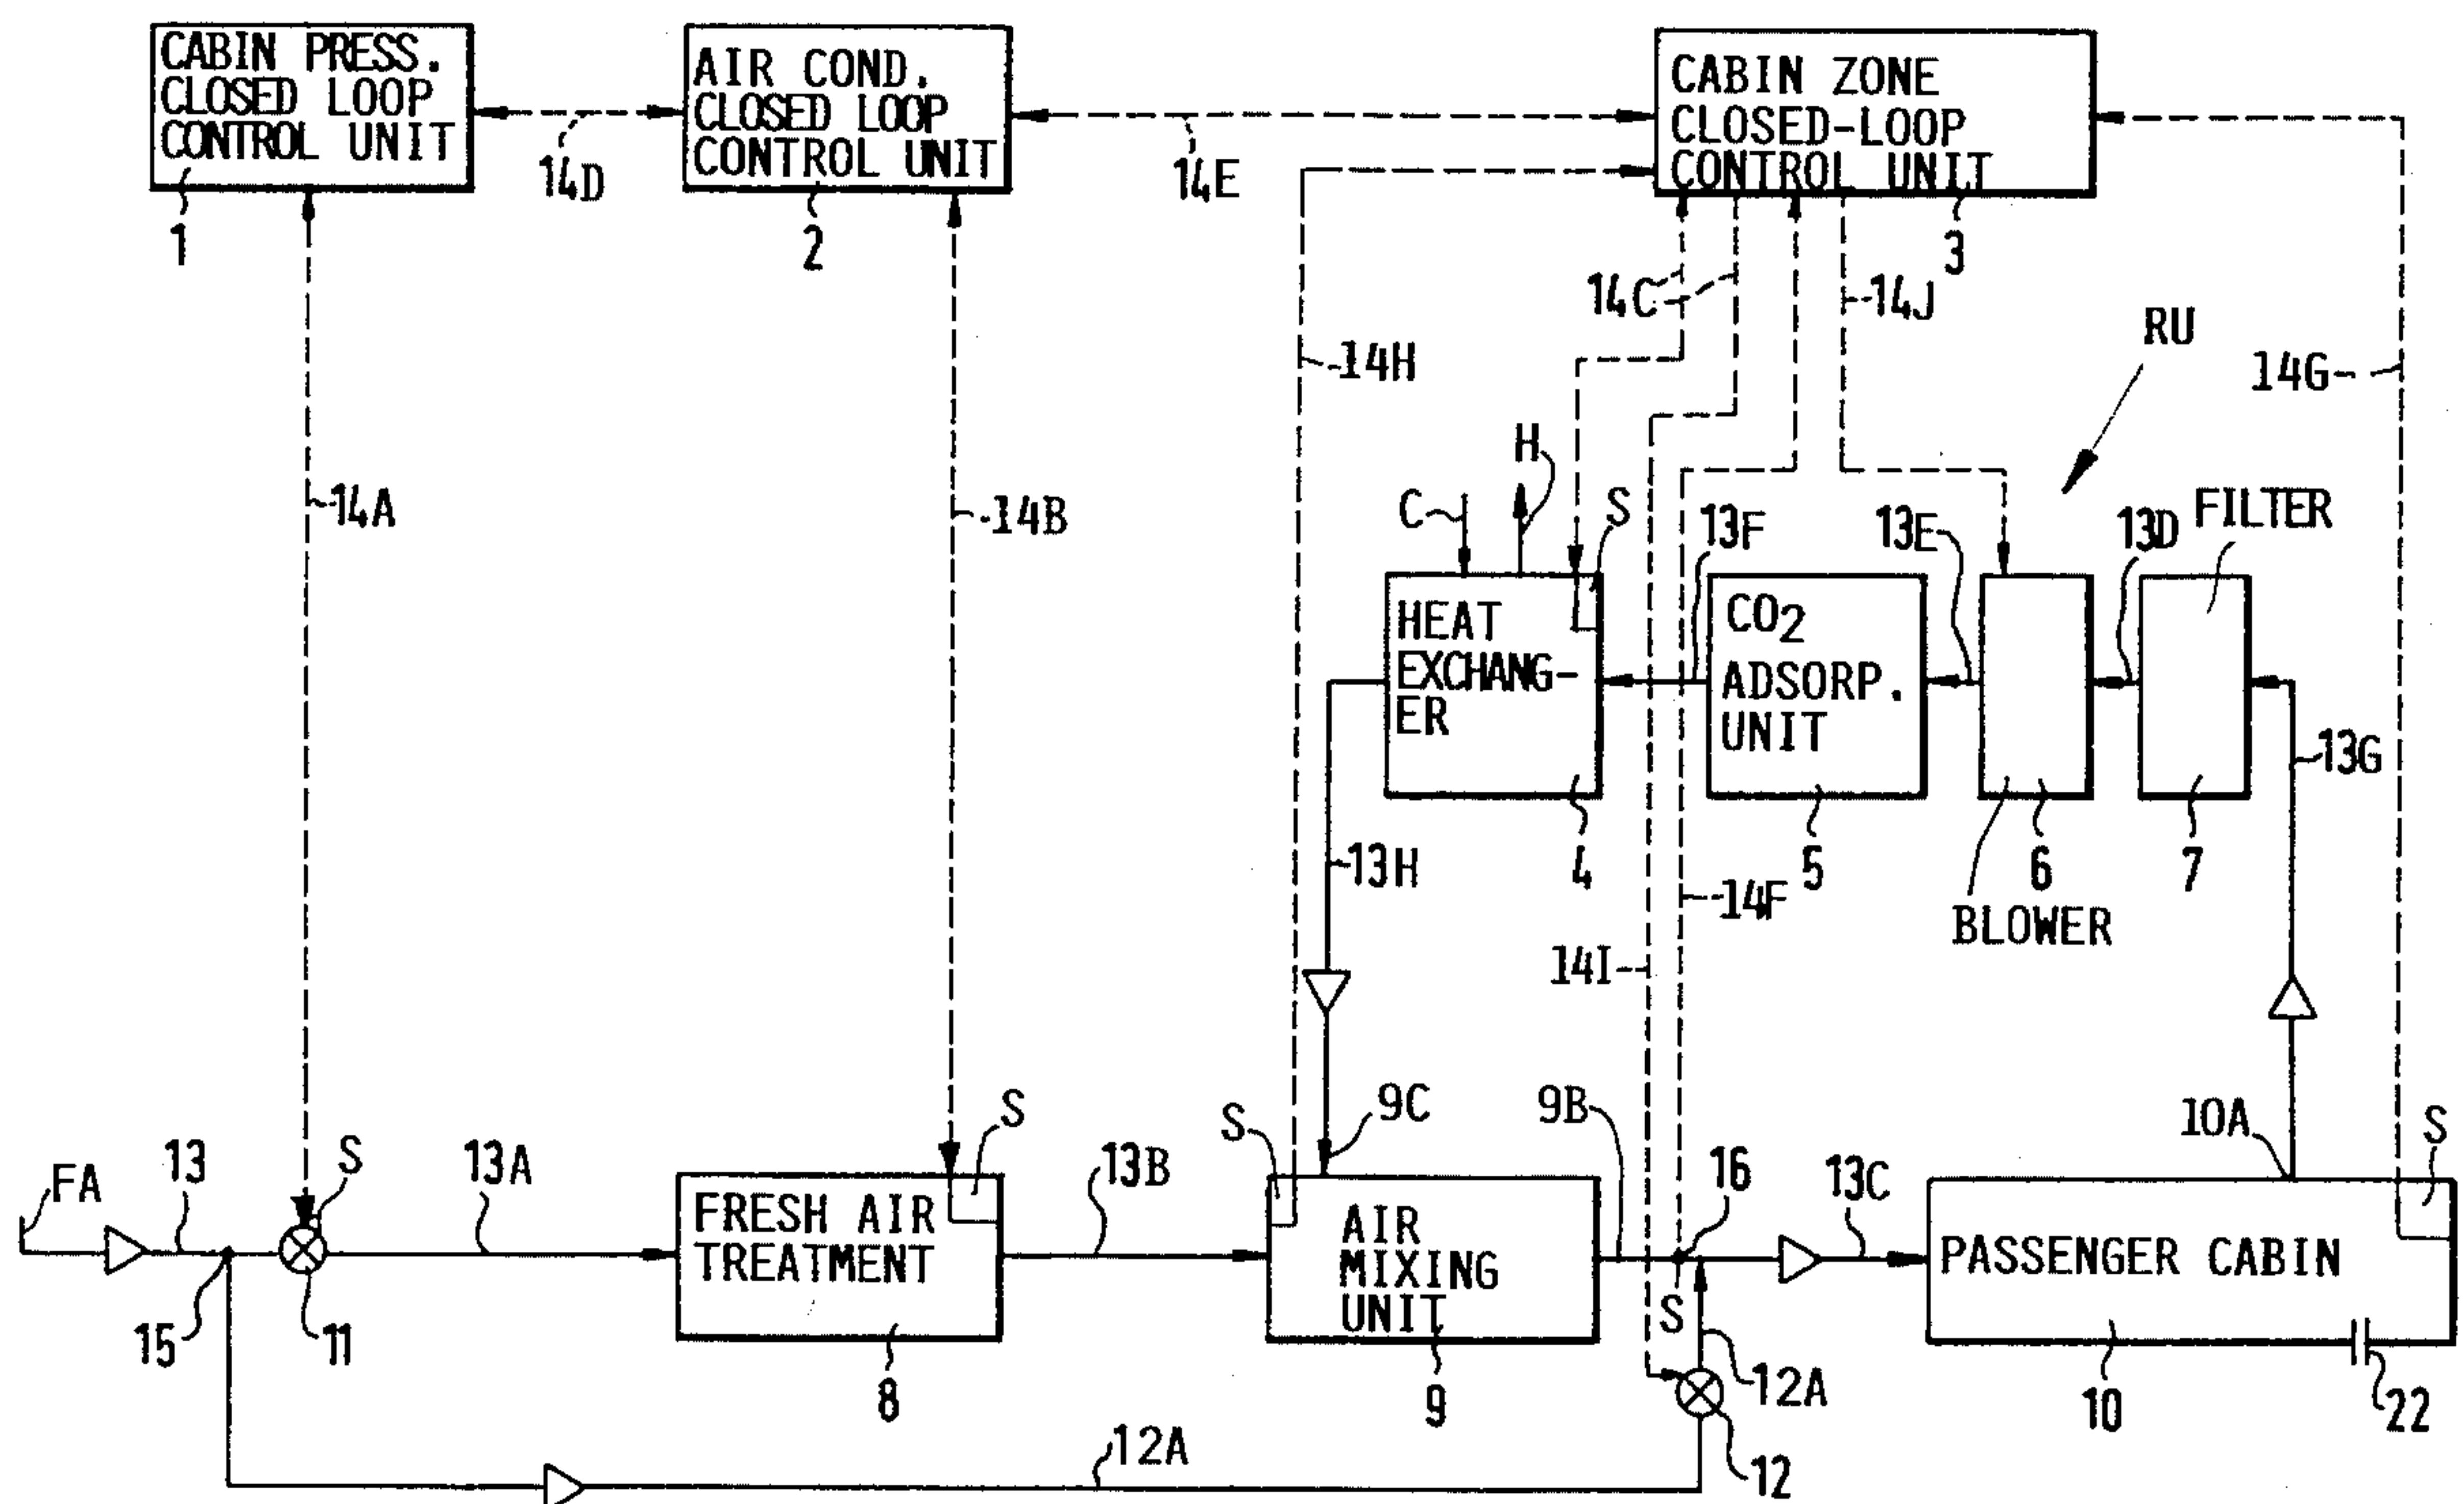 CABIN PRESS.
CLOSED LOOP
CONTROL UNIT
AIR COND.
CLOSED LOOP
CONTROL UNIT
CABIN ZONE
CLOSED-LOOP
CONTROL UNIT
1
14D
2
14E
3
14C
14J
RU
14H
14G
14A
14B
C
H
S
13F
13E
13D
FILTER
HEAT
EXCHANG-
ER
CO2
ADSORP.
UNIT
13G
13H
4
5
6
7
14F
BLOWER
14I
FA
13
S
13A
S
13B
S
9C
9B
16
13C
10A
S
FRESH AIR
TREATMENT
AIR
MIXING
UNIT
S
PASSENGER CABIN
15
11
8
9
12A
10
22
12A
12